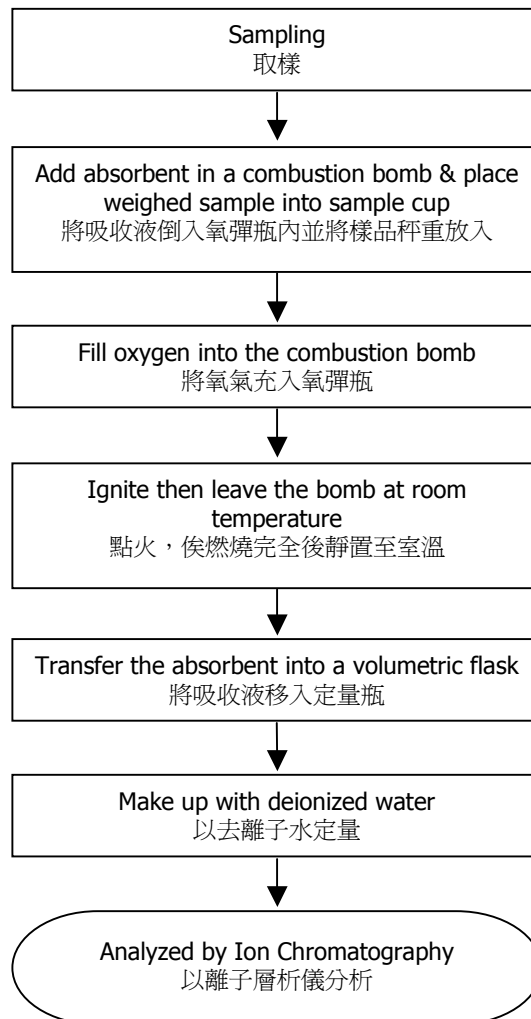 Sampling
取樣
Add absorbent in a combustion bomb & place
weighed sample into sample cup
將吸收液倒入氧彈瓶內並將樣品秤重放入
Fill oxygen into the combustion bomb
將氧氣充入氧彈瓶
Ignite then leave the bomb at room
temperature
點火，俟燃燒完全後靜置至室溫
Transfer the absorbent into a volumetric flask
將吸收液移入定量瓶
Make up with deionized water
以去離子水定量
Analyzed by Ion Chromatography
以離子層析儀分析